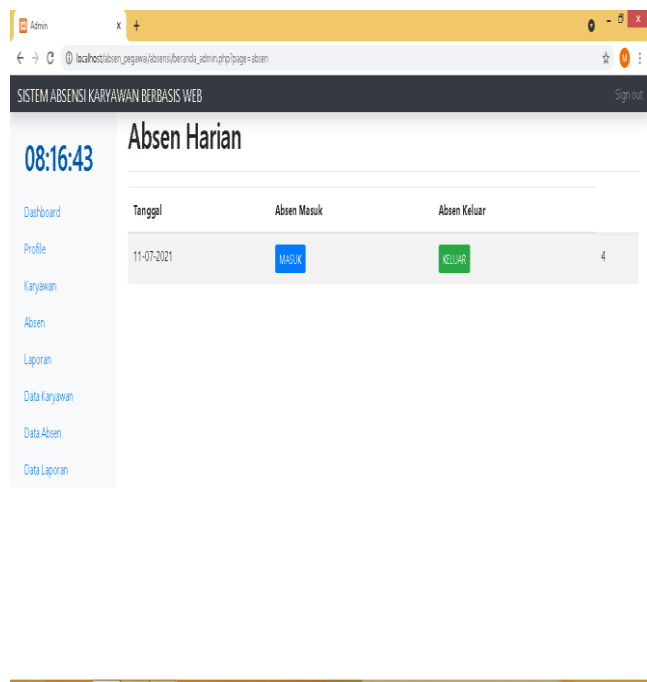 Admin
localhost/absen_pegawai/absensi/beranda_admin.php?page=absen
M
SISTEM ABSENSI KARYAWAN BERBASIS WEB
Sign out
08:16:43
Absen Harian
Dashboard
Profile
Karyawan
Absen
Laporan
Data Karyawan
Data Absen
Data Laporan
Tanggal Absen Masuk Absen Keluar
11-07-2021 MASUK KELUAR 4